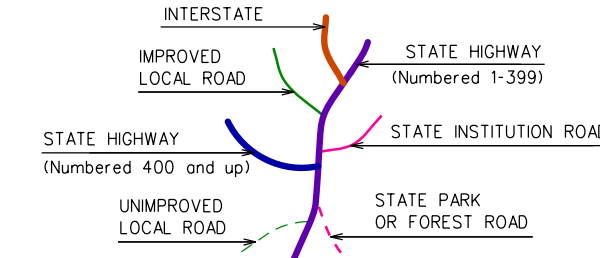 INTERSTATE
IMPROVED
LOCAL ROAD
STATE HIGHWAY
(Numbered 1-399)
STATE HIGHWAY
(Numbered 400 and up)
STATE INSTITUTION ROAD
UNIMPROVED
LOCAL ROAD
STATE PARK
OR FOREST ROAD